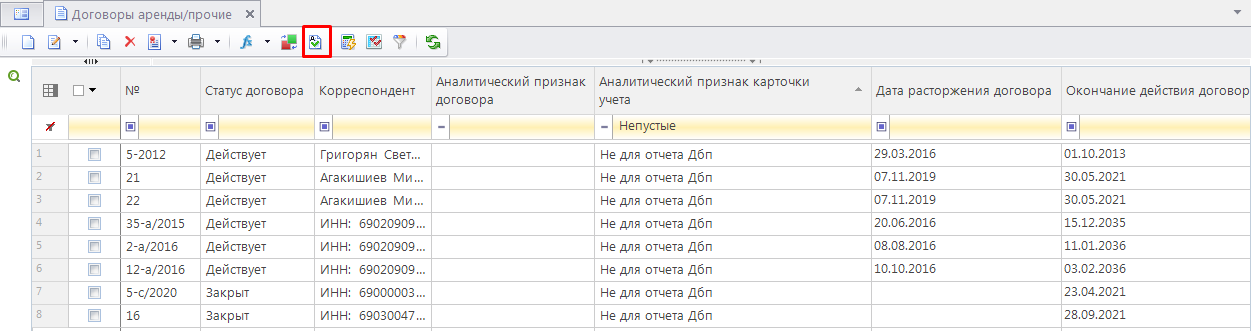 Договоры аренды/прочие
№ Статус договора Корреспондент Аналитический признак договора Аналитический признак карточки учета Дата расторжения договора Окончание действия договор
Непустые
1 5-2012 Действует Григорян Свет... Не для отчета Дбп 29.03.2016 01.10.2013
2 21 Действует Агакишиев Ми... Не для отчета Дбп 07.11.2019 30.05.2021
3 22 Действует Агакишиев Ми... Не для отчета Дбп 07.11.2019 30.05.2021
4 35-а/2015 Действует ИНН: 69020909... Не для отчета Дбп 20.06.2016 15.12.2035
5 2-а/2016 Действует ИНН: 69020909... Не для отчета Дбп 08.08.2016 11.01.2036
6 12-а/2016 Действует ИНН: 69020909... Не для отчета Дбп 10.10.2016 03.02.2036
7 5-с/2020 Закрыт ИНН: 69000003... Не для отчета Дбп 23.04.2021
8 16 Закрыт ИНН: 69030047... Не для отчета Дбп 28.09.2021